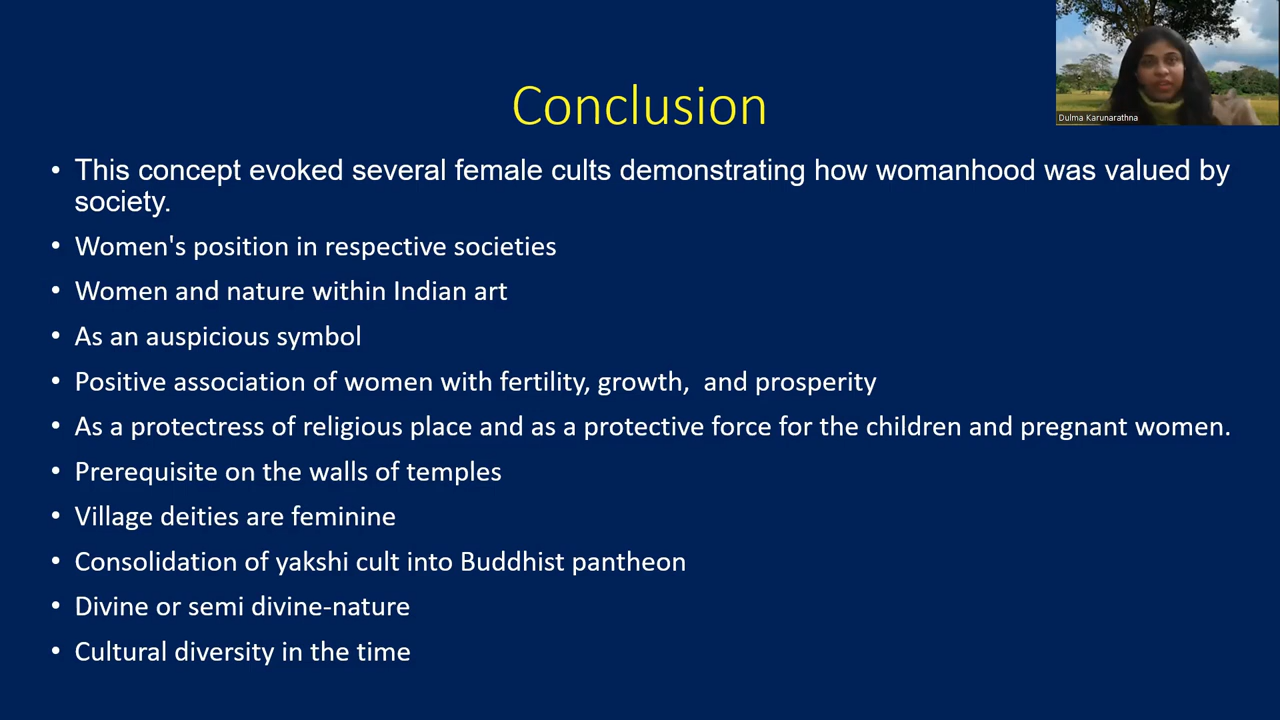 Dulma Karunarathna
Conclusion
• This concept evoked several female cults demonstrating how womanhood was valued by
society.
• Women's position in respective societies
• Women and nature within Indian art
• As an auspicious symbol
• Positive association of women with fertility, growth,  and prosperity
• As a protectress of religious place and as a protective force for the children and pregnant women.
• Prerequisite on the walls of temples
• Village deities are feminine
• Consolidation of yakshi cult into Buddhist pantheon
• Divine or semi divine-nature
• Cultural diversity in the time